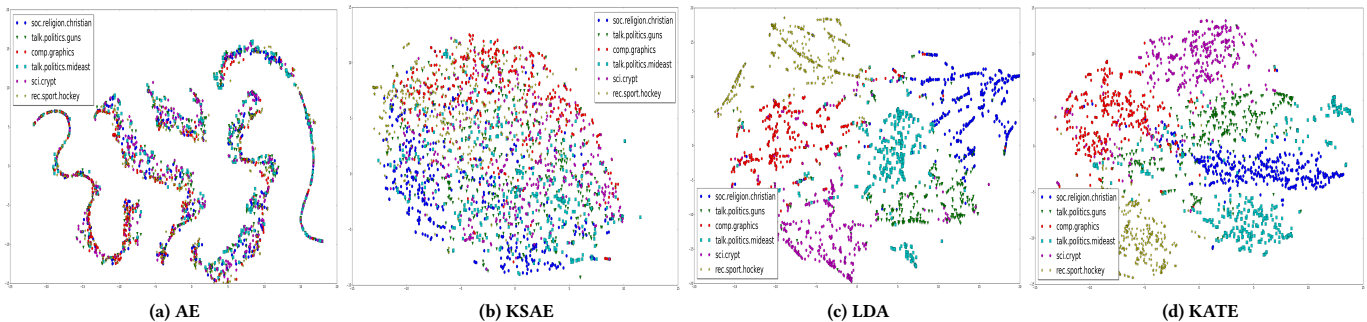 soc.religion.christian
talk.politics.guns
comp.graphics
talk.politics.mideast
sci.crypt
rec.sport.hockey
(a) AE
soc.religion.christian
talk.politics.guns
comp.graphics
talk.politics.mideast
sci.crypt
rec.sport.hockey
(b) KSAE
soc.religion.christian
talk.politics.guns
comp.graphics
talk.politics.mideast
sci.crypt
rec.sport.hockey
(c) LDA
soc.religion.christian
talk.politics.guns
comp.graphics
talk.politics.mideast
sci.crypt
rec.sport.hockey
(d) KATE